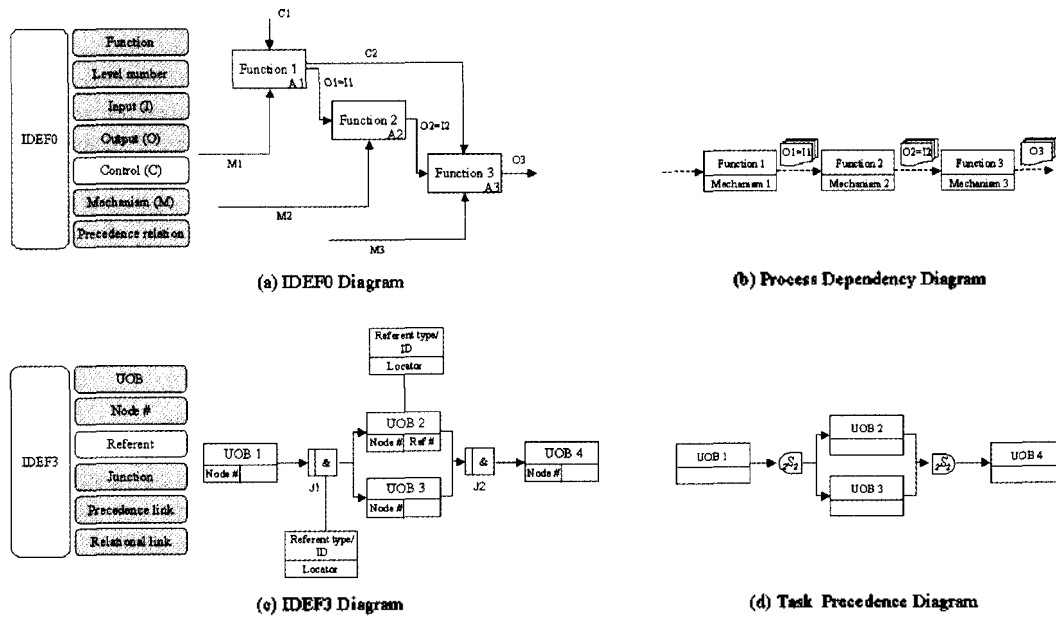 IDEF0
Function
Level number
Input (I)
Output (O)
Control (C)
Mechanism (M)
Precedence relation
C1
Function 1
A1
C2
O1=I1
Function 2
A2
O2=I2
Function 3
A3
O3
M1
M2
M3
(a) IDEF0 Diagram
O1=I1
O2=I2
O3
Function 1
Mechanism 1
Function 2
Mechanism 2
Function 3
Mechanism 3
(b) Process Dependency Diagram
IDEF3
UOB
Node #
Referent
Junction
Precedence link
Relational link
Referent type/
ID
Locator
UOB 1
Node #
&
J1
UOB 2
Node #
Ref #
UOB 3
Node #
&
J2
UOB 4
Node #
Referent type/
ID
Locator
(c) IDEF3 Diagram
UOB 1
UOB 2
UOB 3
UOB 4
(d) Task Precedence Diagram